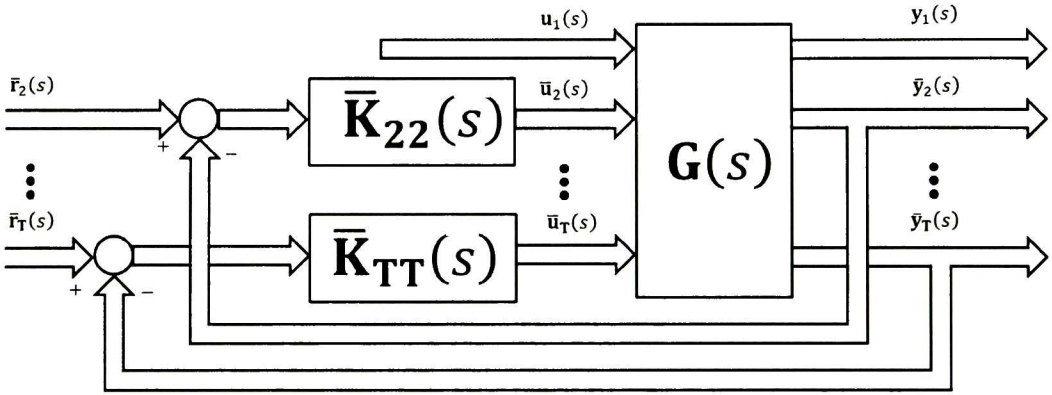 u₁(s)
y₁(s)
r̄₂(s)
ū₂(s)
ȳ₂(s)
K̄₂₂(s)
G(s)
+
−
⋮
⋮
⋮
r̄_T(s)
ū_T(s)
ȳ_T(s)
K̄_TT(s)
+
−